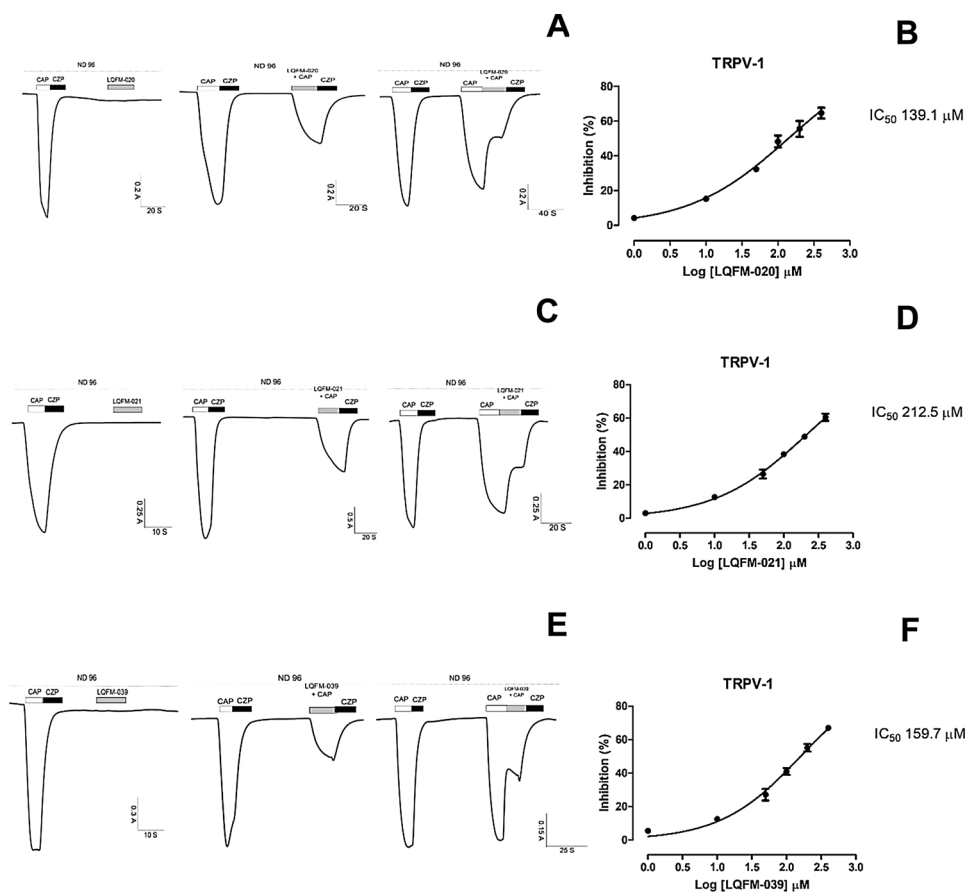 A
ND 96
CAP CZP LQFM-020
0.2 A
20 S
ND 96
CAP CZP LQFM-020
+ CAP CZP
0.2 A
20 S
ND 96
CAP CZP LQFM-020
+ CAP CZP
0.2 A
40 S
B
TRPV-1
IC50 139.1 μM
Inhibition (%)
80
60
40
20
0
0.0 0.5 1.0 1.5 2.0 2.5 3.0
Log [LQFM-020] μM
C
ND 96
CAP CZP LQFM-021
0.25 A
10 S
ND 96
CAP CZP LQFM-021
+ CAP CZP
0.5 A
20 S
ND 96
CAP CZP LQFM-021
+ CAP CZP
0.25 A
20 S
D
TRPV-1
IC50 212.5 μM
Inhibition (%)
80
60
40
20
0
0.0 0.5 1.0 1.5 2.0 2.5 3.0
Log [LQFM-021] μM
E
ND 96
CAP CZP LQFM-039
0.3 A
10 S
ND 96
CAP CZP LQFM-039
+ CAP CZP
ND 96
CAP CZP LQFM-039
+ CAP CZP
0.15 A
25 S
F
TRPV-1
IC50 159.7 μM
Inhibition (%)
80
60
40
20
0
0.0 0.5 1.0 1.5 2.0 2.5 3.0
Log [LQFM-039] μM